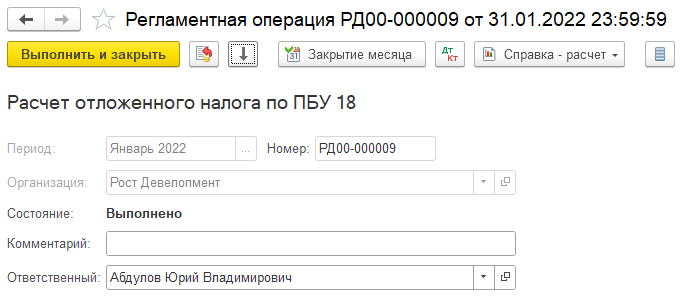 Регламентная операция РД00-000009 от 31.01.2022 23:59:59
Выполнить и закрыть 31 Закрытие месяца Дт Кт Справка - расчет
Расчет отложенного налога по ПБУ 18
Период: Январь 2022 ... Номер: РД00-000009
Организация: Рост Девелопмент
Состояние: Выполнено
Комментарий:
Ответственный: Абдулов Юрий Владимирович